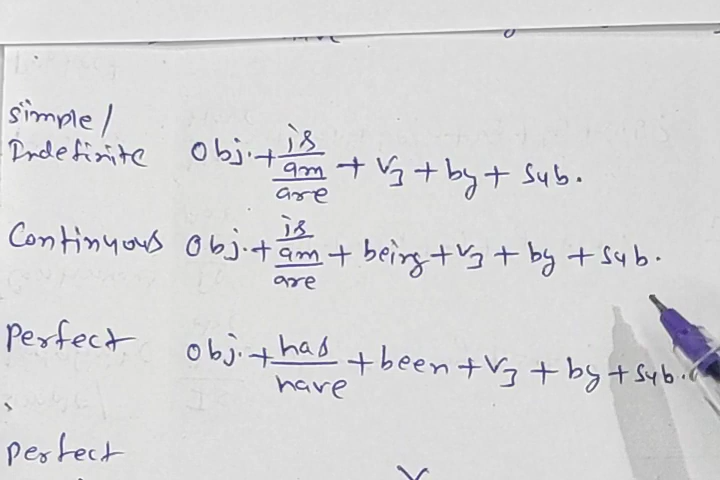 simple/
Indefinite obj. + is/am/are + V3 + by + sub.
Continuous obj. + is/am/are + being + V3 + by + sub.
perfect obj. + has/have + been + V3 + by + sub.
perfect